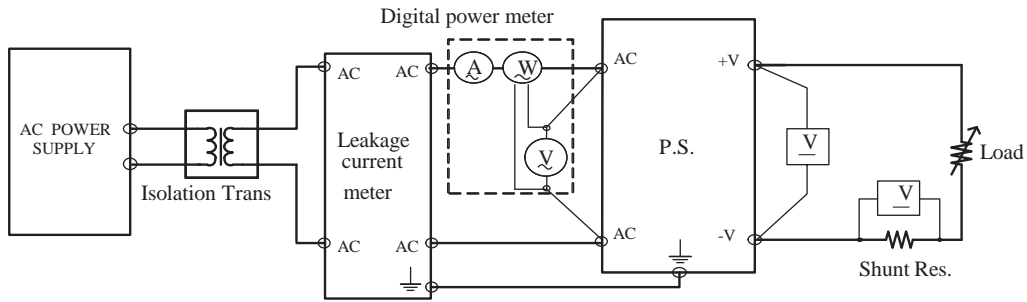 Digital power meter
AC POWER
SUPPLY
Isolation Trans
AC
AC
Leakage
current
meter
AC
AC
A
W
V
AC
P.S.
AC
+V
-V
V
Load
V
Shunt Res.